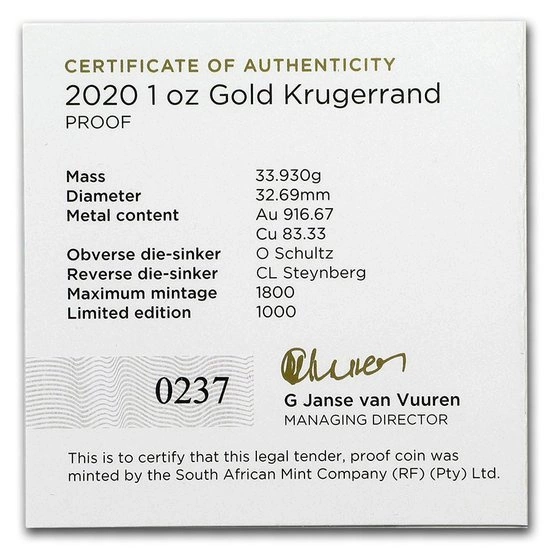 CERTIFICATE OF AUTHENTICITY
2020 1 oz Gold Krugerrand
PROOF
Mass 33.930g
Diameter 32.69mm
Metal content Au 916.67
Cu 83.33
Obverse die-sinker O Schultz
Reverse die-sinker CL Steynberg
Maximum mintage 1800
Limited edition 1000
0237
G Janse van Vuuren
MANAGING DIRECTOR
This is to certify that this legal tender, proof coin was
minted by the South African Mint Company (RF) (Pty) Ltd.